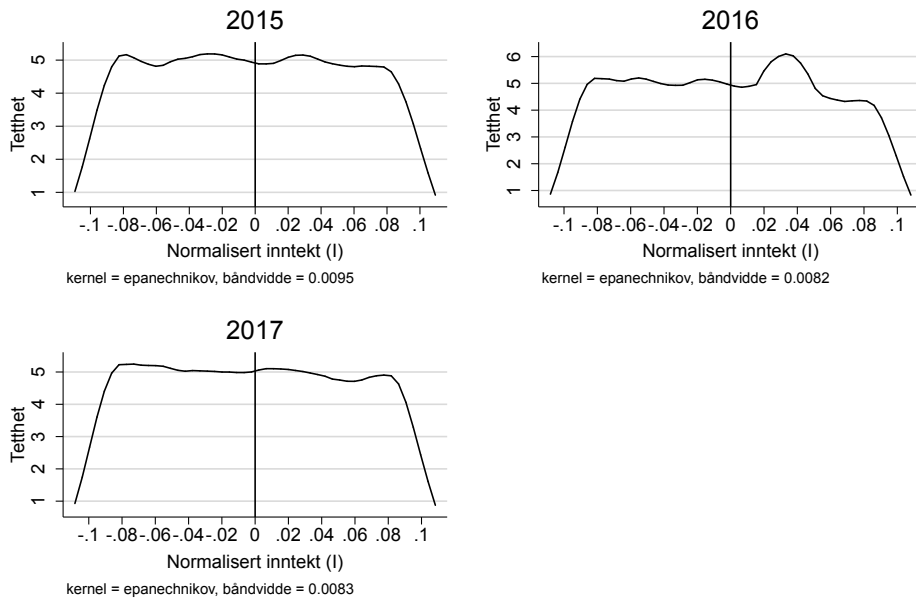 2015
5
4
3
2
1
Tetthet
-.1 -.08 -.06 -.04 -.02 0 .02 .04 .06 .08 .1
Normalisert inntekt (I)
kernel = epanechnikov, båndvidde = 0.0095
2016
6
5
4
3
2
1
Tetthet
-.1 -.08 -.06 -.04 -.02 0 .02 .04 .06 .08 .1
Normalisert inntekt (I)
kernel = epanechnikov, båndvidde = 0.0082
2017
5
4
3
2
1
Tetthet
-.1 -.08 -.06 -.04 -.02 0 .02 .04 .06 .08 .1
Normalisert inntekt (I)
kernel = epanechnikov, båndvidde = 0.0083